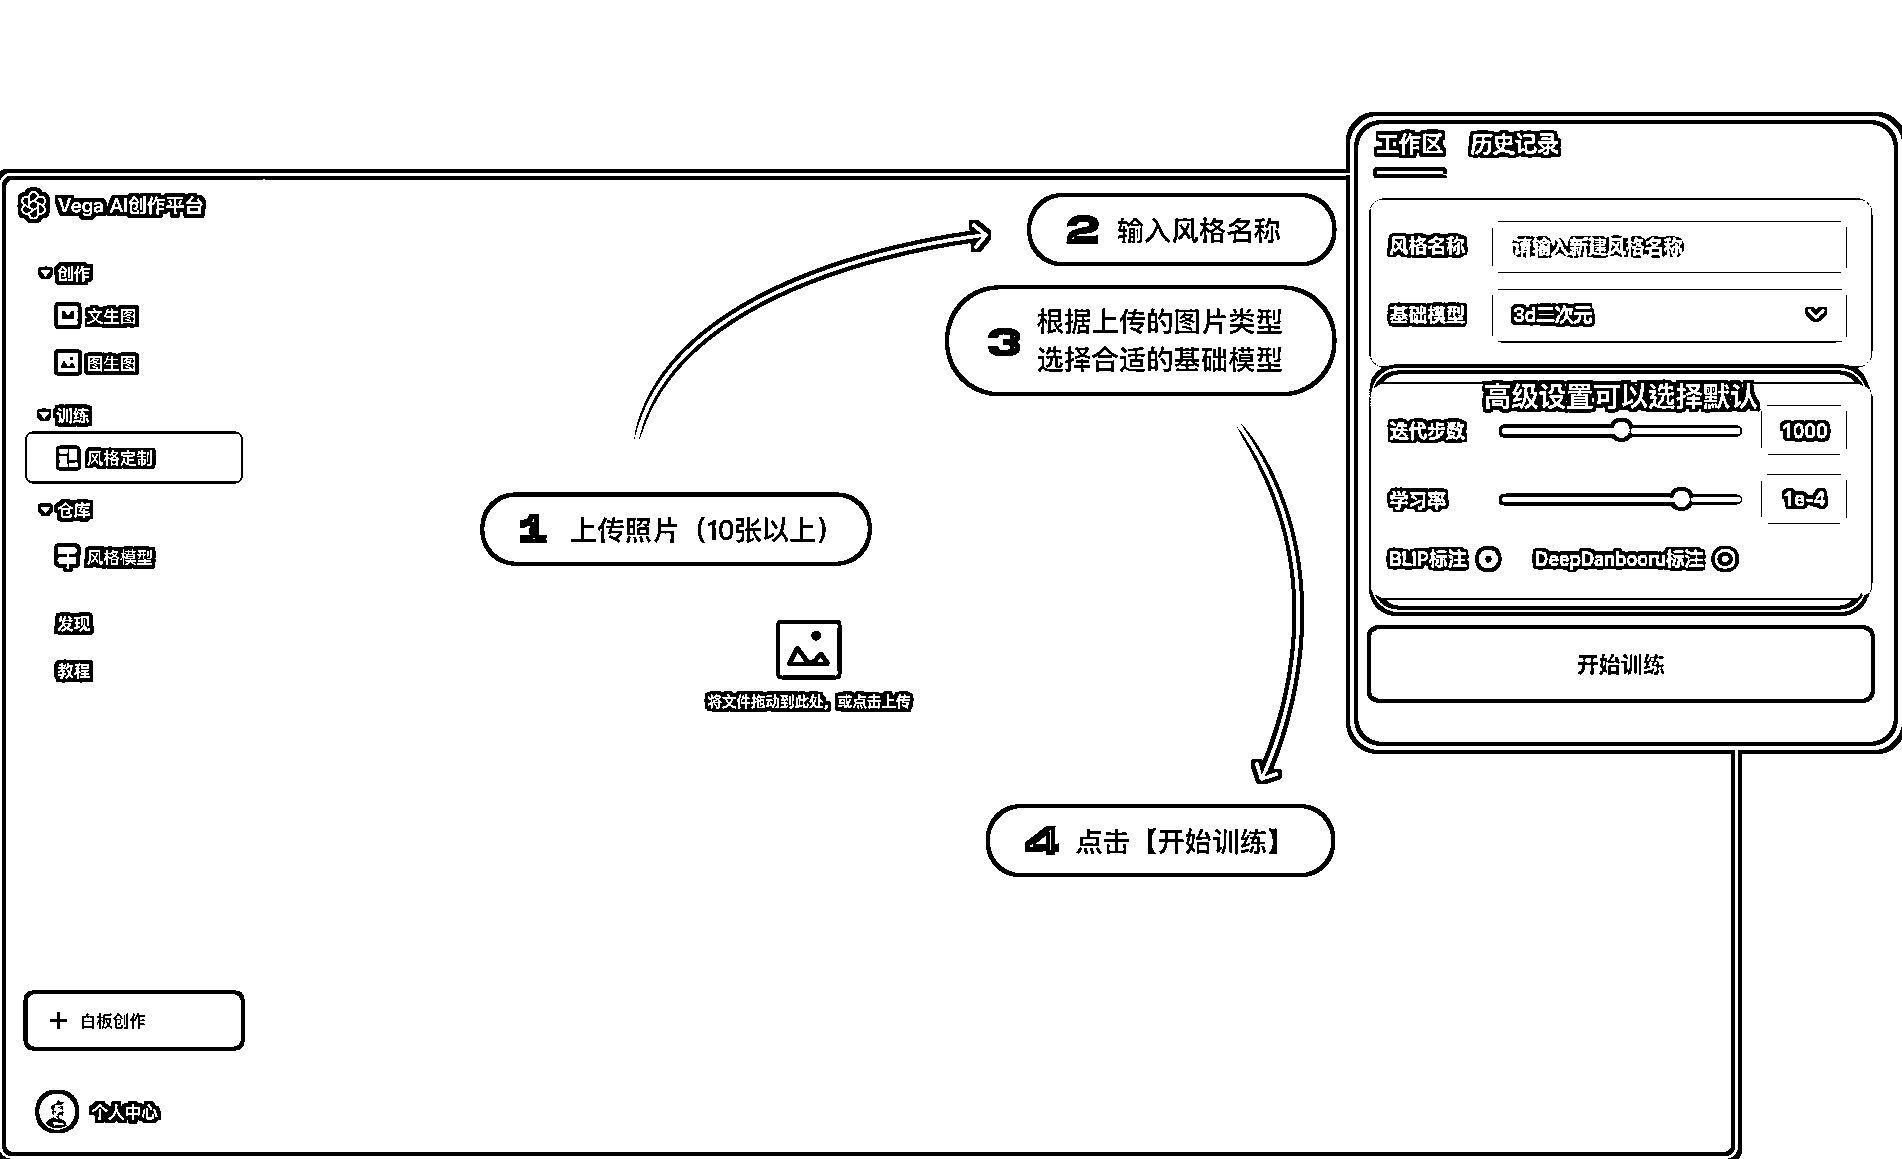 Vega AI创作平台
创作
文生图
图生图
训练
风格定制
仓库
风格模型
发现
教程
白板创作
个人中心
1 上传照片（10张以上）
将文件拖动到此处，或点击上传
2 输入风格名称
3 根据上传的图片类型
选择合适的基础模型
4 点击【开始训练】
工作区 历史记录
风格名称 请输入新建风格名称
基础模型 3d二次元
高级设置可以选择默认
迭代步数 1000
学习率 1e-4
BLIP标注 DeepDanbooru标注
开始训练